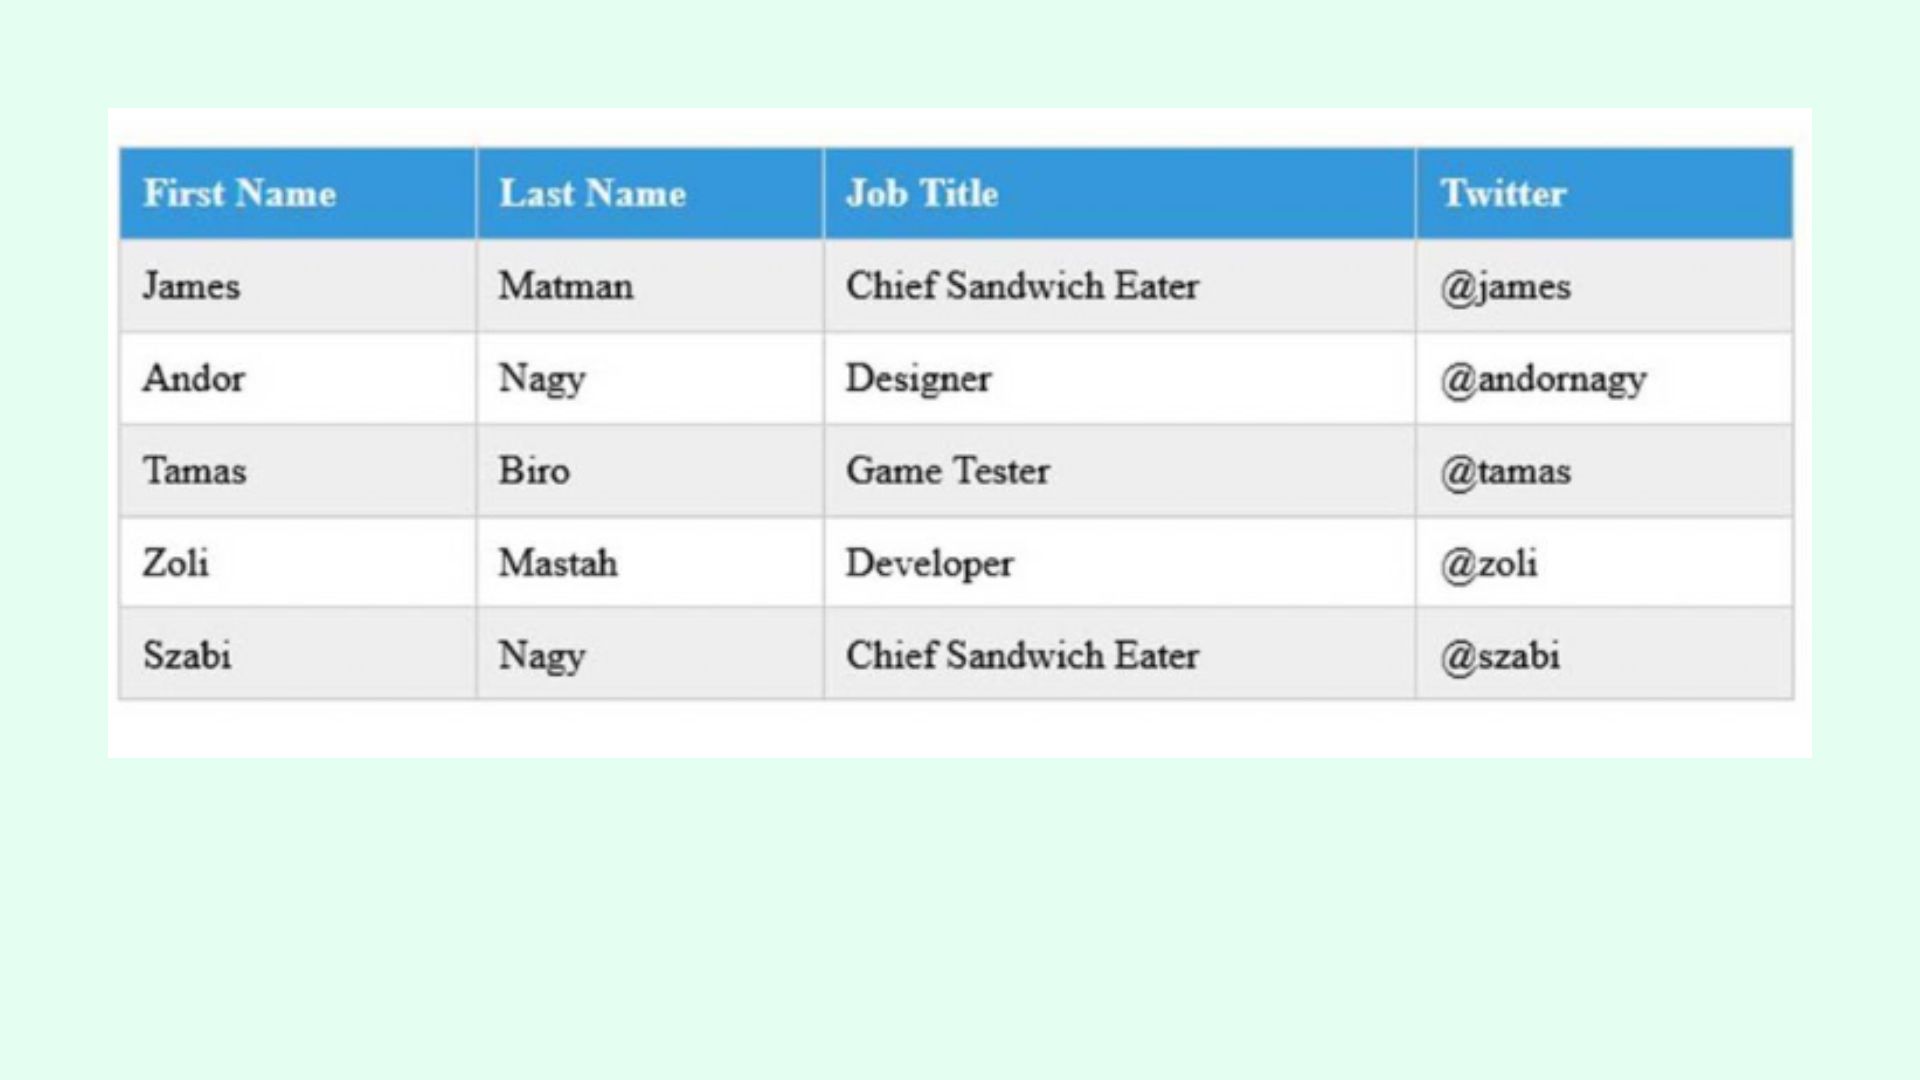 First Name Last Name Job Title Twitter
James Matman Chief Sandwich Eater @james
Andor Nagy Designer @andornagy
Tamas Biro Game Tester @tamas
Zoli Mastah Developer @zoli
Szabi Nagy Chief Sandwich Eater @szabi